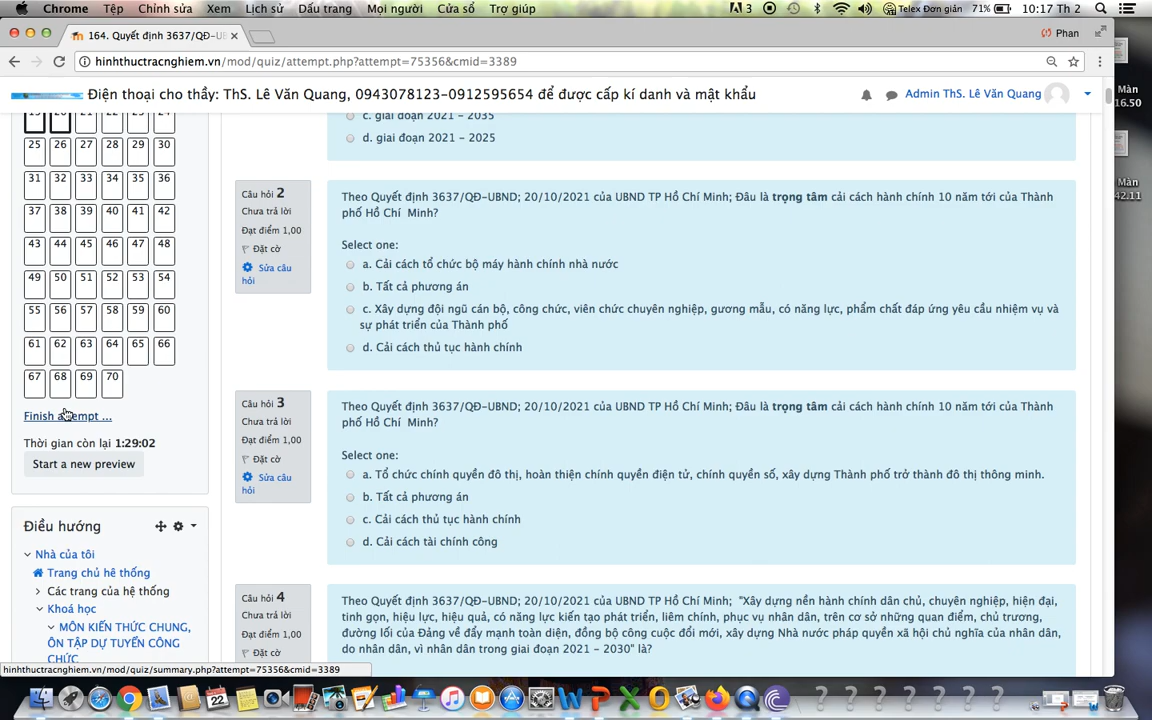 Chrome Tệp Chỉnh sửa Xem Lịch sử Dấu trang Mọi người Cửa sổ Trợ giúp 3 Telex Đơn giản 71% 10:17 Th 2
164. Quyết định 3637/QĐ-UB Phan
hinhthuctracnghiem.vn/mod/quiz/attempt.php?attempt=75356&cmid=3389
Điện thoại cho thầy: ThS. Lê Văn Quang, 0943078123-0912595654 để được cấp kí danh và mật khẩu Admin ThS. Lê Văn Quang
Màn
16.50
Màn
42.11
19 20 21 22 23 24
25 26 27 28 29 30
31 32 33 34 35 36
37 38 39 40 41 42
43 44 45 46 47 48
49 50 51 52 53 54
55 56 57 58 59 60
61 62 63 64 65 66
67 68 69 70
Finish attempt ...
Thời gian còn lại 1:29:02
Start a new preview
Điều hướng
Nhà của tôi
Trang chủ hệ thống
Các trang của hệ thống
Khoá học
MÔN KIẾN THỨC CHUNG,
ÔN TẬP DỰ TUYỂN CÔNG
CHỨC
c. giai đoạn 2021 - 2035
d. giai đoạn 2021 - 2025
Câu hỏi 2
Chưa trả lời
Đạt điểm 1,00
Đặt cờ
Sửa câu
hỏi
Theo Quyết định 3637/QĐ-UBND; 20/10/2021 của UBND TP Hồ Chí Minh; Đâu là trọng tâm cải cách hành chính 10 năm tới của Thành
phố Hồ Chí Minh?
Select one:
a. Cải cách tổ chức bộ máy hành chính nhà nước
b. Tất cả phương án
c. Xây dựng đội ngũ cán bộ, công chức, viên chức chuyên nghiệp, gương mẫu, có năng lực, phẩm chất đáp ứng yêu cầu nhiệm vụ và
sự phát triển của Thành phố
d. Cải cách thủ tục hành chính
Câu hỏi 3
Chưa trả lời
Đạt điểm 1,00
Đặt cờ
Sửa câu
hỏi
Theo Quyết định 3637/QĐ-UBND; 20/10/2021 của UBND TP Hồ Chí Minh; Đâu là trọng tâm cải cách hành chính 10 năm tới của Thành
phố Hồ Chí Minh?
Select one:
a. Tổ chức chính quyền đô thị, hoàn thiện chính quyền điện tử, chính quyền số, xây dựng Thành phố trở thành đô thị thông minh.
b. Tất cả phương án
c. Cải cách thủ tục hành chính
d. Cải cách tài chính công
Câu hỏi 4
Chưa trả lời
Đạt điểm 1,00
Đặt cờ
Theo Quyết định 3637/QĐ-UBND; 20/10/2021 của UBND TP Hồ Chí Minh; "Xây dựng nền hành chính dân chủ, chuyên nghiệp, hiện đại,
tinh gọn, hiệu lực, hiệu quả, có năng lực kiến tạo phát triển, liêm chính, phục vụ nhân dân, trên cơ sở những quan điểm, chủ trương,
đường lối của Đảng về đẩy mạnh toàn diện, đồng bộ công cuộc đổi mới, xây dựng Nhà nước pháp quyền xã hội chủ nghĩa của nhân dân,
do nhân dân, vì nhân dân trong giai đoạn 2021 - 2030" là?
hinhthuctracnghiem.vn/mod/quiz/summary.php?attempt=75356&cmid=3389
22